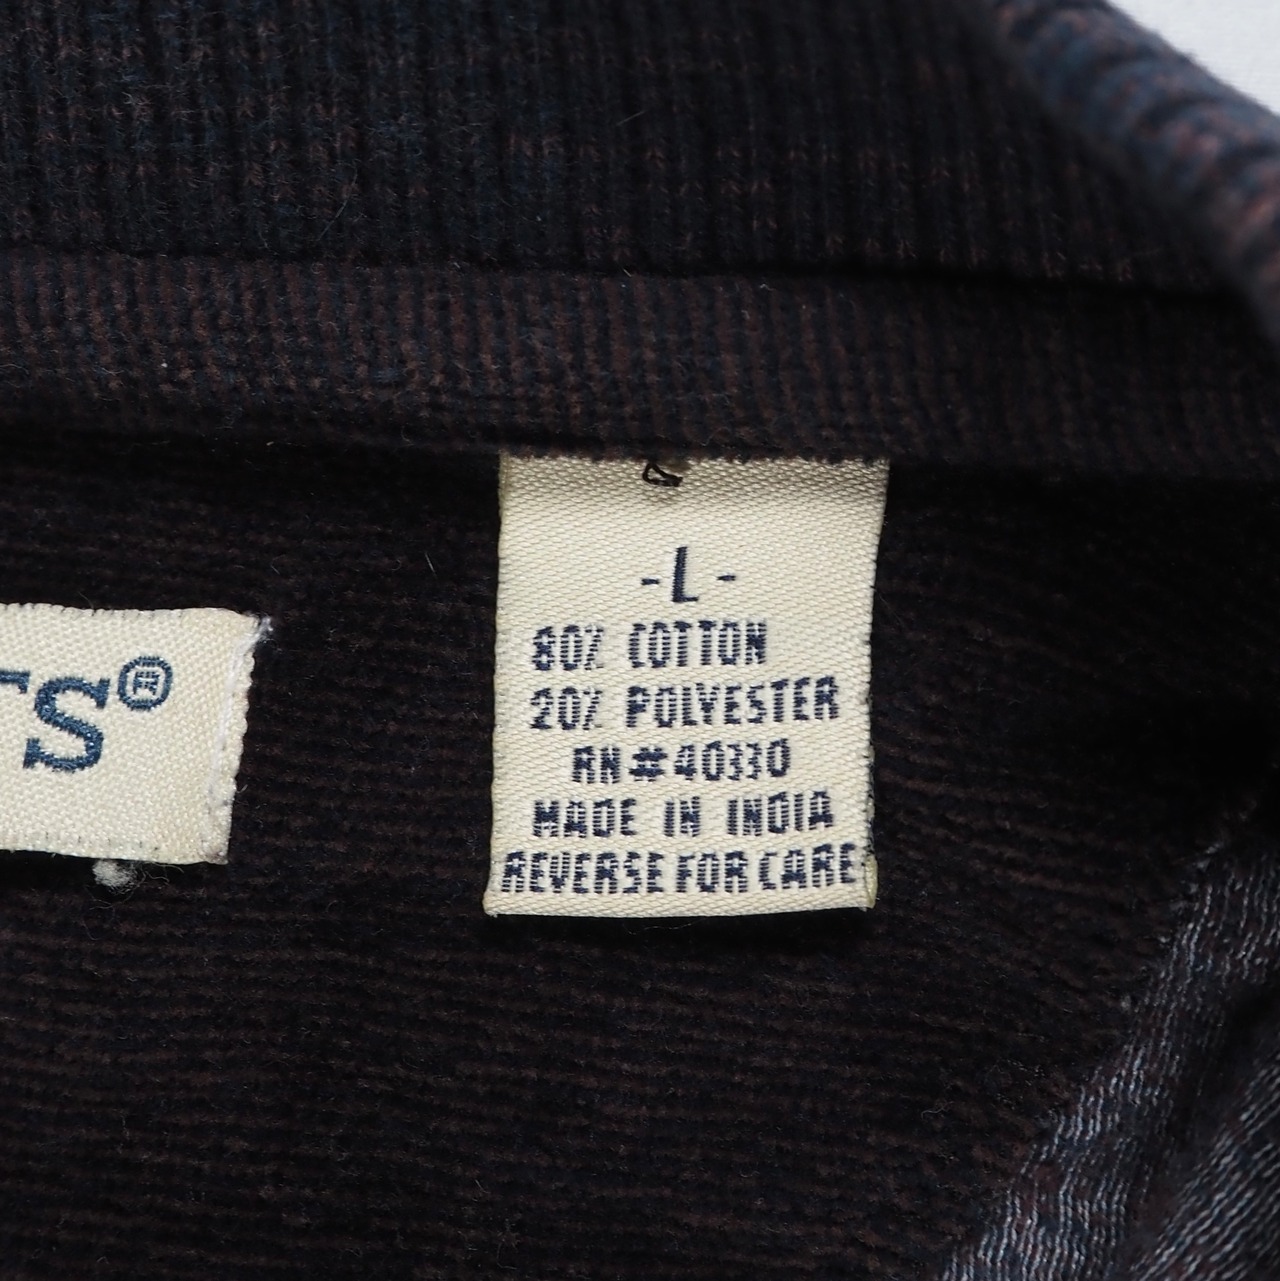 TS®
-L-
80% COTTON
20% POLYESTER
RN#40330
MADE IN INDIA
REVERSE FOR CARE